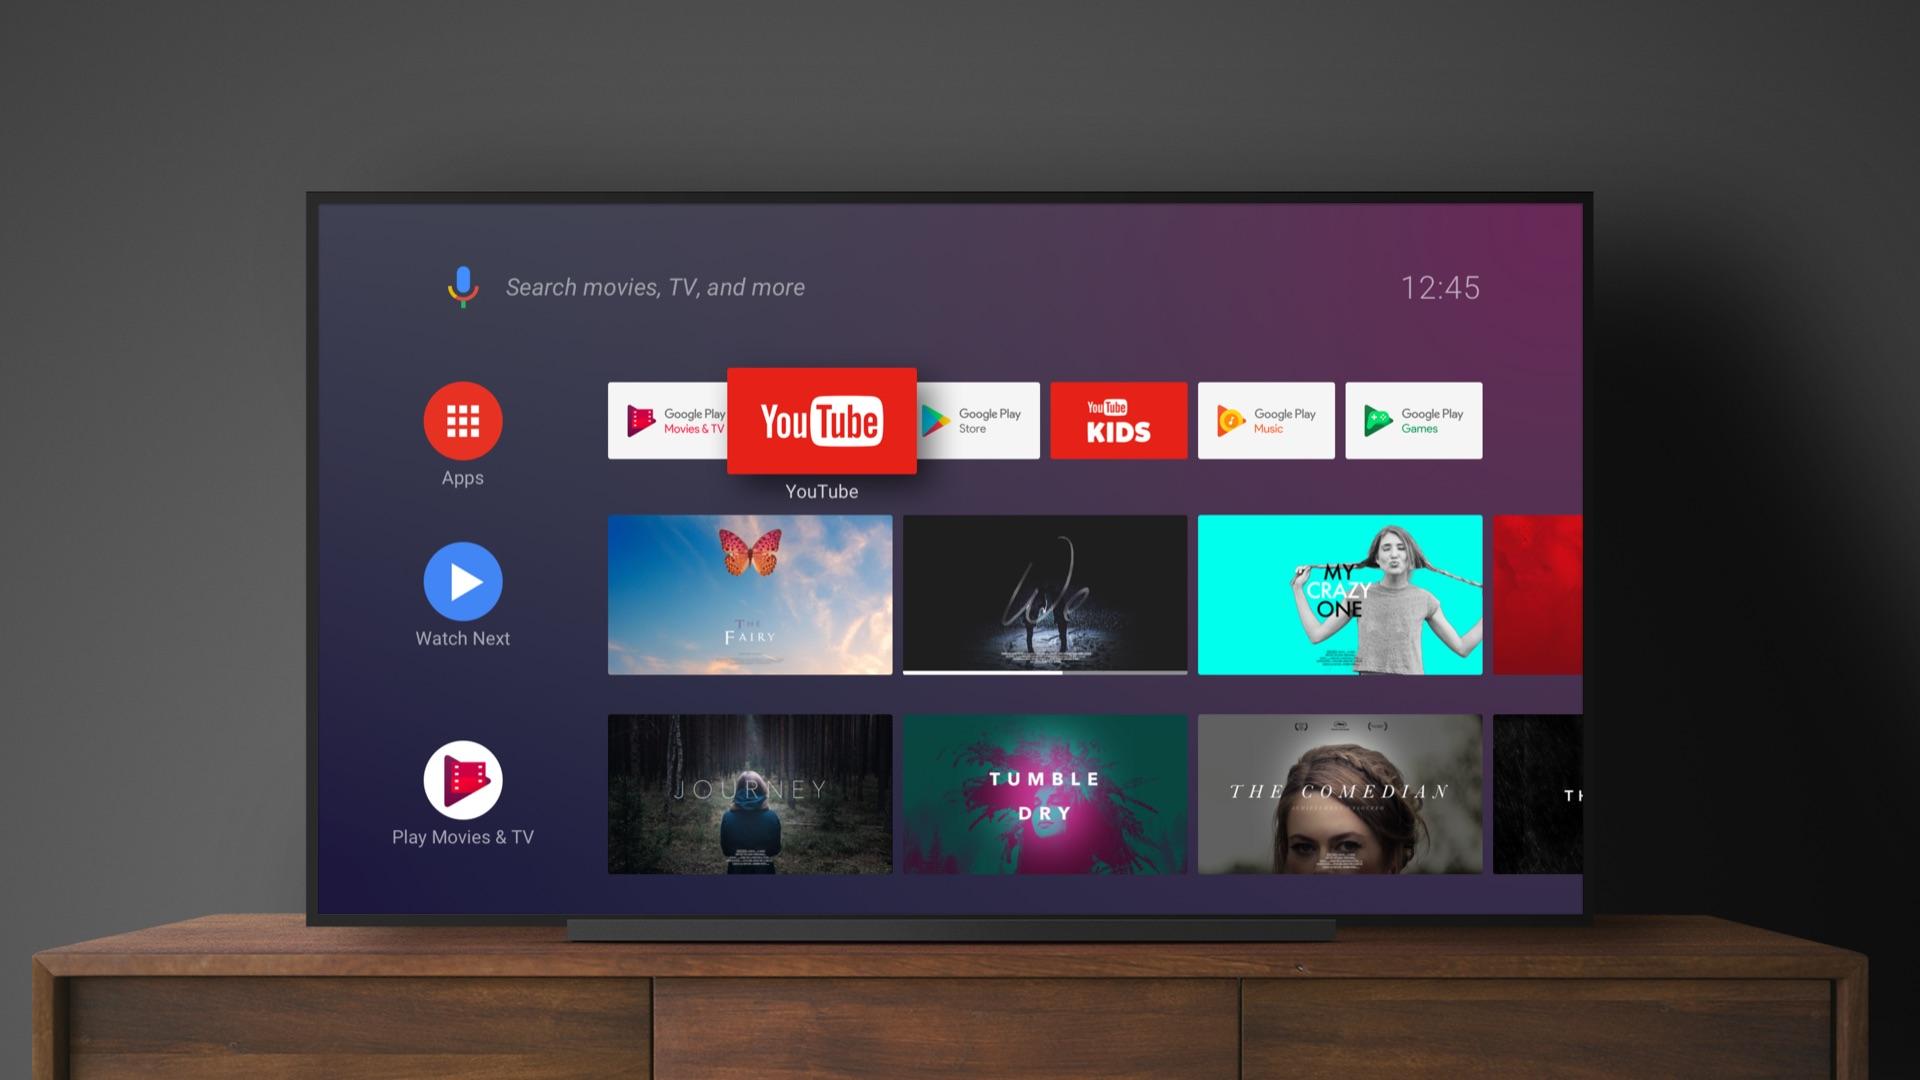 Search movies, TV, and more
12:45
Apps
Google Play
Movies & TV
YouTube
Google Play
Store
YouTube
KIDS
Google Play
Music
Google Play
Games
YouTube
Watch Next
THE
FAIRY
We
MY
CRAZY
ONE
Play Movies & TV
JOURNEY
TUMBLE
DRY
THE COMEDIAN